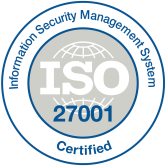 Information Security Management System
ISO
27001
Certified